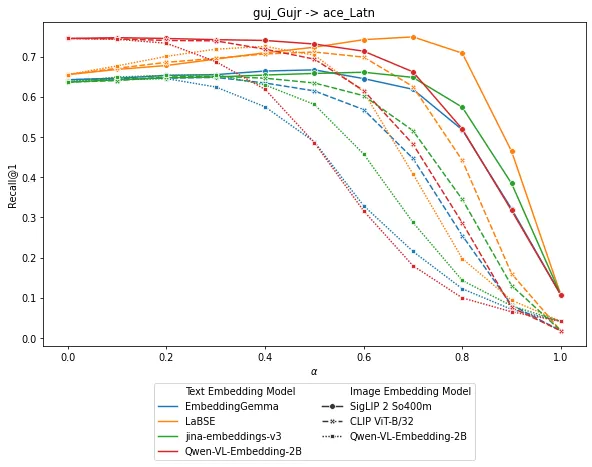 guj_Gujr -> ace_Latn
Recall@1
0.7
0.6
0.5
0.4
0.3
0.2
0.1
0.0
0.0 0.2 0.4 0.6 0.8 1.0
α
Text Embedding Model Image Embedding Model
EmbeddingGemma SigLIP 2 So400m
LaBSE CLIP ViT-B/32
jina-embeddings-v3 Qwen-VL-Embedding-2B
Qwen-VL-Embedding-2B